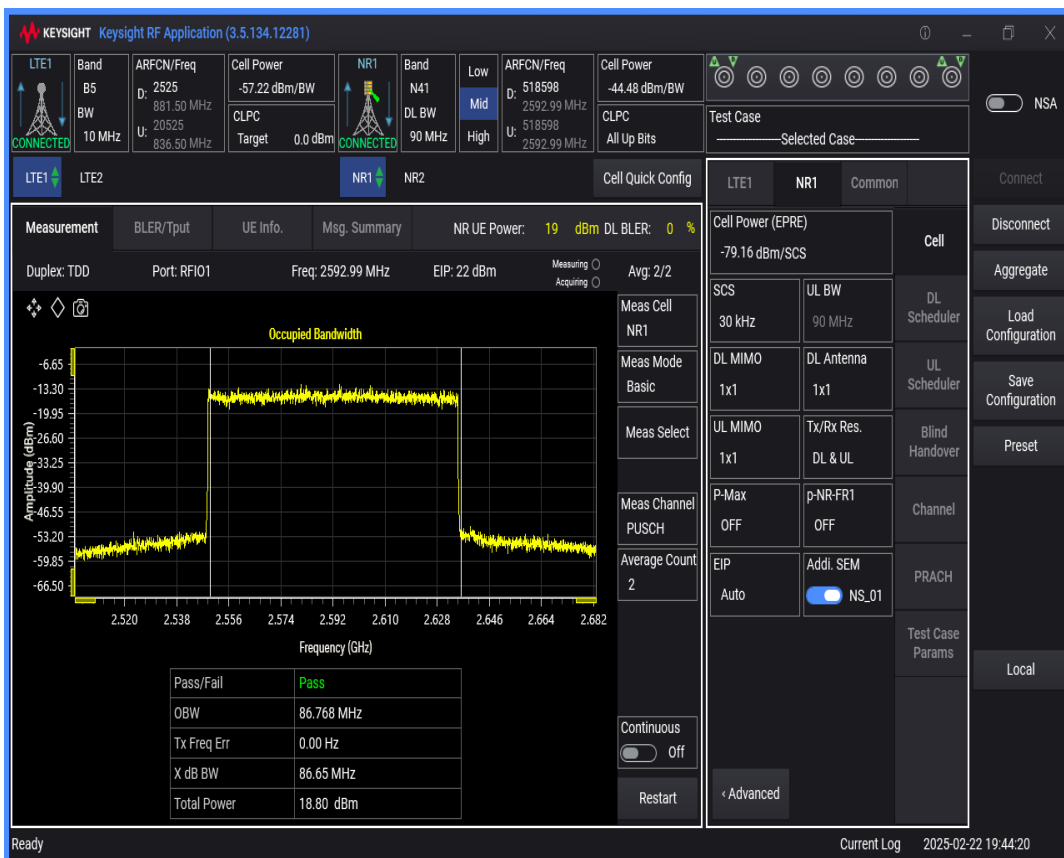 KEYSIGHT Keysight RF Application (3.5.134.12281)
LTE1
CONNECTED
Band
B5
BW
10 MHz
ARFCN/Freq
D: 2525
881.50 MHz
U: 20525
836.50 MHz
Cell Power
-57.22 dBm/BW
CLPC
Target 0.0 dBm
NR1
CONNECTED
Band
N41
DL BW
90 MHz
Low
Mid
High
ARFCN/Freq
D: 518598
2592.99 MHz
U: 518598
2592.99 MHz
Cell Power
-44.48 dBm/BW
CLPC
All Up Bits
Test Case
----------------Selected Case----------------
NSA
LTE1 LTE2 NR1 NR2 Cell Quick Config
Measurement BLER/Tput UE Info. Msg. Summary NR UE Power: 19 dBm DL BLER: 0 %
Duplex: TDD Port: RFIO1 Freq: 2592.99 MHz EIP: 22 dBm Measuring Acquiring Avg: 2/2
Occupied Bandwidth
Amplitude (dBm)
-6.65
-13.30
-19.95
-26.60
-33.25
-39.90
-46.55
-53.20
-59.85
-66.50
2.520 2.538 2.556 2.574 2.592 2.610 2.628 2.646 2.664 2.682
Frequency (GHz)
Pass/Fail Pass
OBW 86.768 MHz
Tx Freq Err 0.00 Hz
X dB BW 86.65 MHz
Total Power 18.80 dBm
Meas Cell
NR1
Meas Mode
Basic
Meas Select
Meas Channel
PUSCH
Average Count
2
Continuous
Off
Restart
LTE1 NR1 Common
Cell Power (EPRE)
-79.16 dBm/SCS
SCS
30 kHz
UL BW
90 MHz
DL MIMO
1x1
DL Antenna
1x1
UL MIMO
1x1
Tx/Rx Res.
DL & UL
P-Max
OFF
p-NR-FR1
OFF
EIP
Auto
Addi. SEM
NS_01
‹ Advanced
Cell
DL
Scheduler
UL
Scheduler
Blind
Handover
Channel
PRACH
Test Case
Params
Connect
Disconnect
Aggregate
Load
Configuration
Save
Configuration
Preset
Local
Ready Current Log 2025-02-22 19:44:20